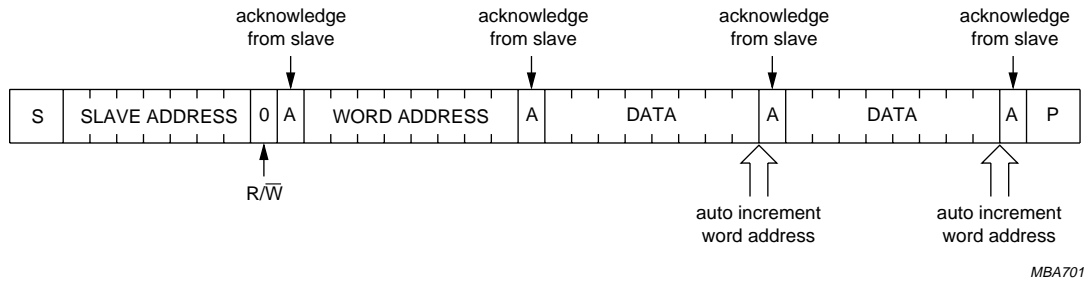 acknowledge acknowledge acknowledge acknowledge
from slave from slave from slave from slave
S SLAVE ADDRESS 0 A WORD ADDRESS A DATA A DATA A P
R/W̅
auto increment auto increment
word address word address
MBA701